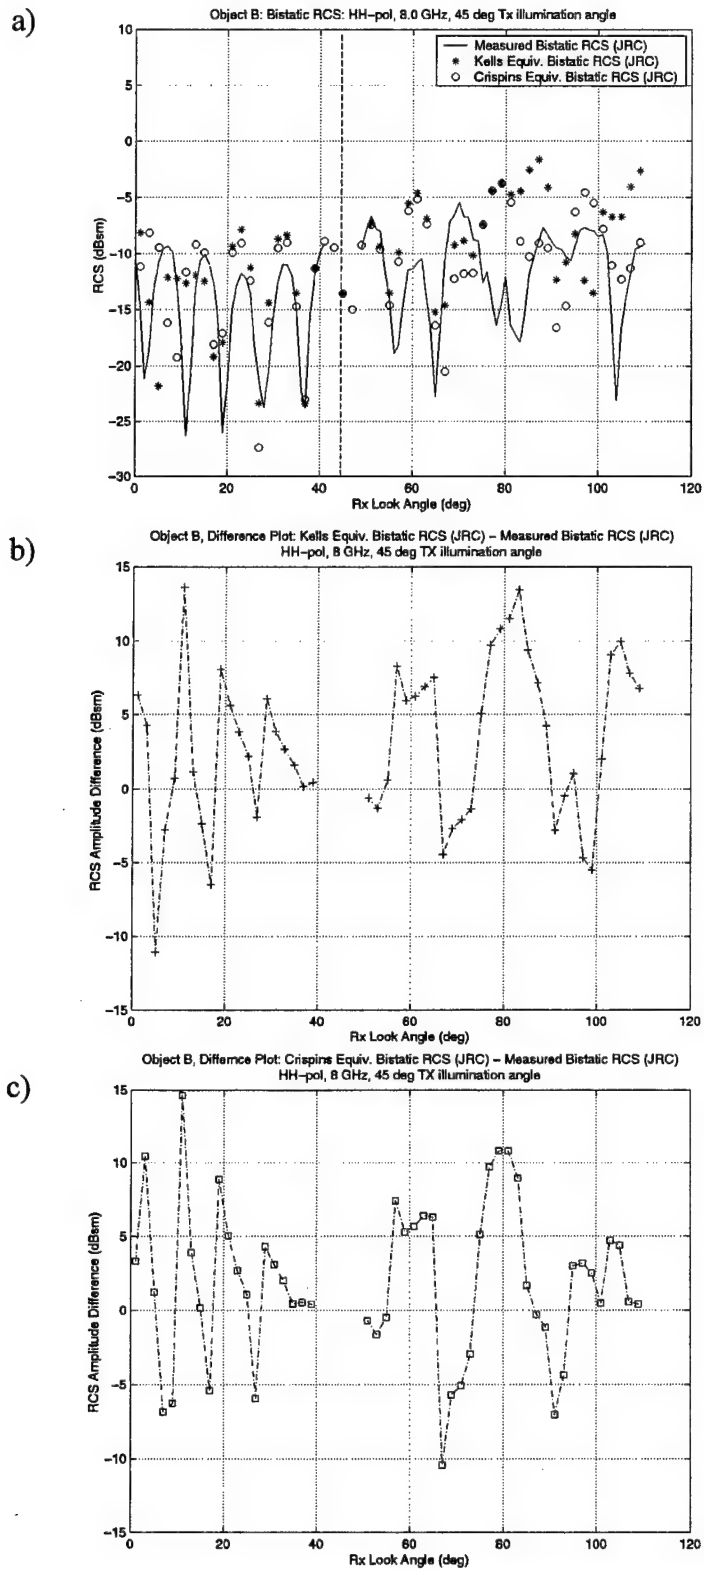 a)
Object B: Bistatic RCS: HH-pol, 8.0 GHz, 45 deg Tx illumination angle
10
5
0
−5
−10
−15
−20
−25
−30
RCS (dBsm)
Measured Bistatic RCS (JRC)
Kells Equiv. Bistatic RCS (JRC)
Crispins Equiv. Bistatic RCS (JRC)
0 20 40 60 80 100 120
Rx Look Angle (deg)
b)
Object B, Difference Plot: Kells Equiv. Bistatic RCS (JRC) − Measured Bistatic RCS (JRC)
HH-pol, 8 GHz, 45 deg TX illumination angle
15
10
5
0
−5
−10
−15
RCS Amplitude Difference (dBsm)
0 20 40 60 80 100 120
Rx Look Angle (deg)
c)
Object B, Differnce Plot: Crispins Equiv. Bistatic RCS (JRC) − Measured Bistatic RCS (JRC)
HH-pol, 8 GHz, 45 deg TX illumination angle
15
10
5
0
−5
−10
−15
RCS Amplitude Difference (dBsm)
0 20 40 60 80 100 120
Rx Look Angle (deg)